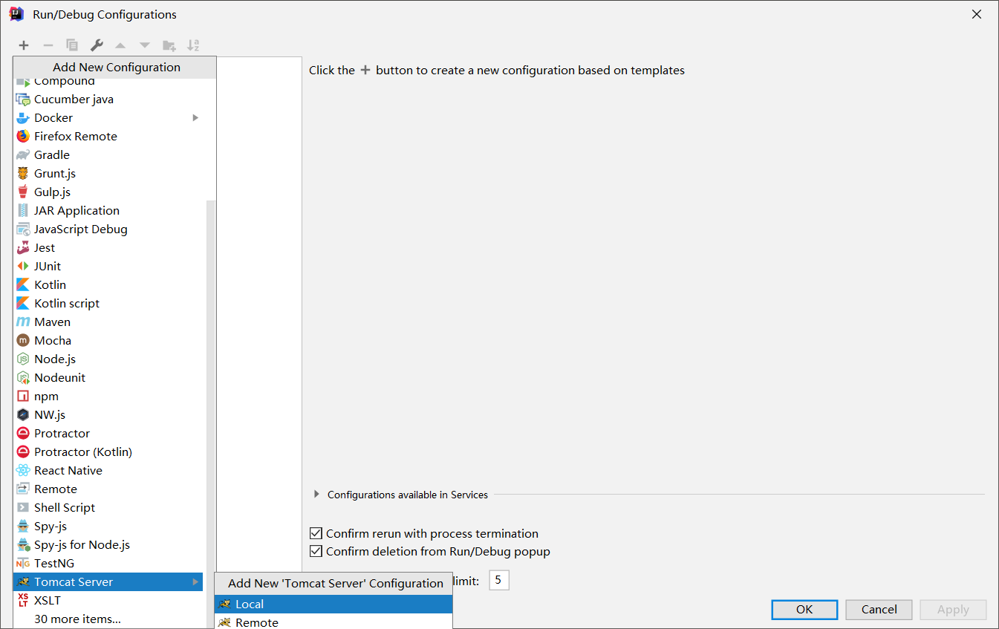 Run/Debug Configurations
Add New Configuration
Click the + button to create a new configuration based on templates
Compound
Cucumber java
Docker
Firefox Remote
Gradle
Grunt.js
Gulp.js
JAR Application
JavaScript Debug
Jest
JUnit
Kotlin
Kotlin script
Maven
Mocha
Node.js
Nodeunit
npm
NW.js
Protractor
Protractor (Kotlin)
React Native
Remote
Shell Script
Spy-js
Spy-js for Node.js
TestNG
Tomcat Server
XSLT
30 more items...
Configurations available in Services
Confirm rerun with process termination
Confirm deletion from Run/Debug popup
limit: 5
Add New 'Tomcat Server' Configuration
Local
Remote
OK
Cancel
Apply